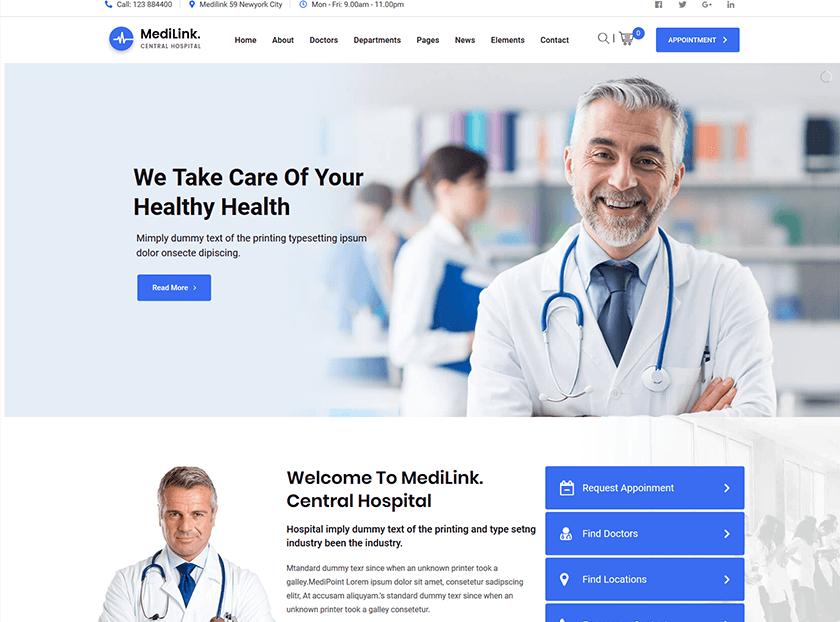 Call: 123 884400
Medilink 59 Newyork City
Mon - Fri: 9.00am - 11.00pm
MediLink.
CENTRAL HOSPITAL
Home About Doctors Departments Pages News Elements Contact
0
APPOINTMENT
We Take Care Of Your
Healthy Health
Mimply dummy text of the printing typesetting ipsum
dolor onsecte dipiscing.
Read More
Welcome To MediLink.
Central Hospital
Hospital imply dummy text of the printing and type setng
industry been the industry.
Mtandard dummy texr since when an unknown printer took a
galley.MediPoint Lorem ipsum dolor sit amet, consetetur sadipscing
elitr, At accusam aliquyam.'s standard dummy texr since when an
unknown printer took a galley consetetur.
Request Appoinment
Find Doctors
Find Locations